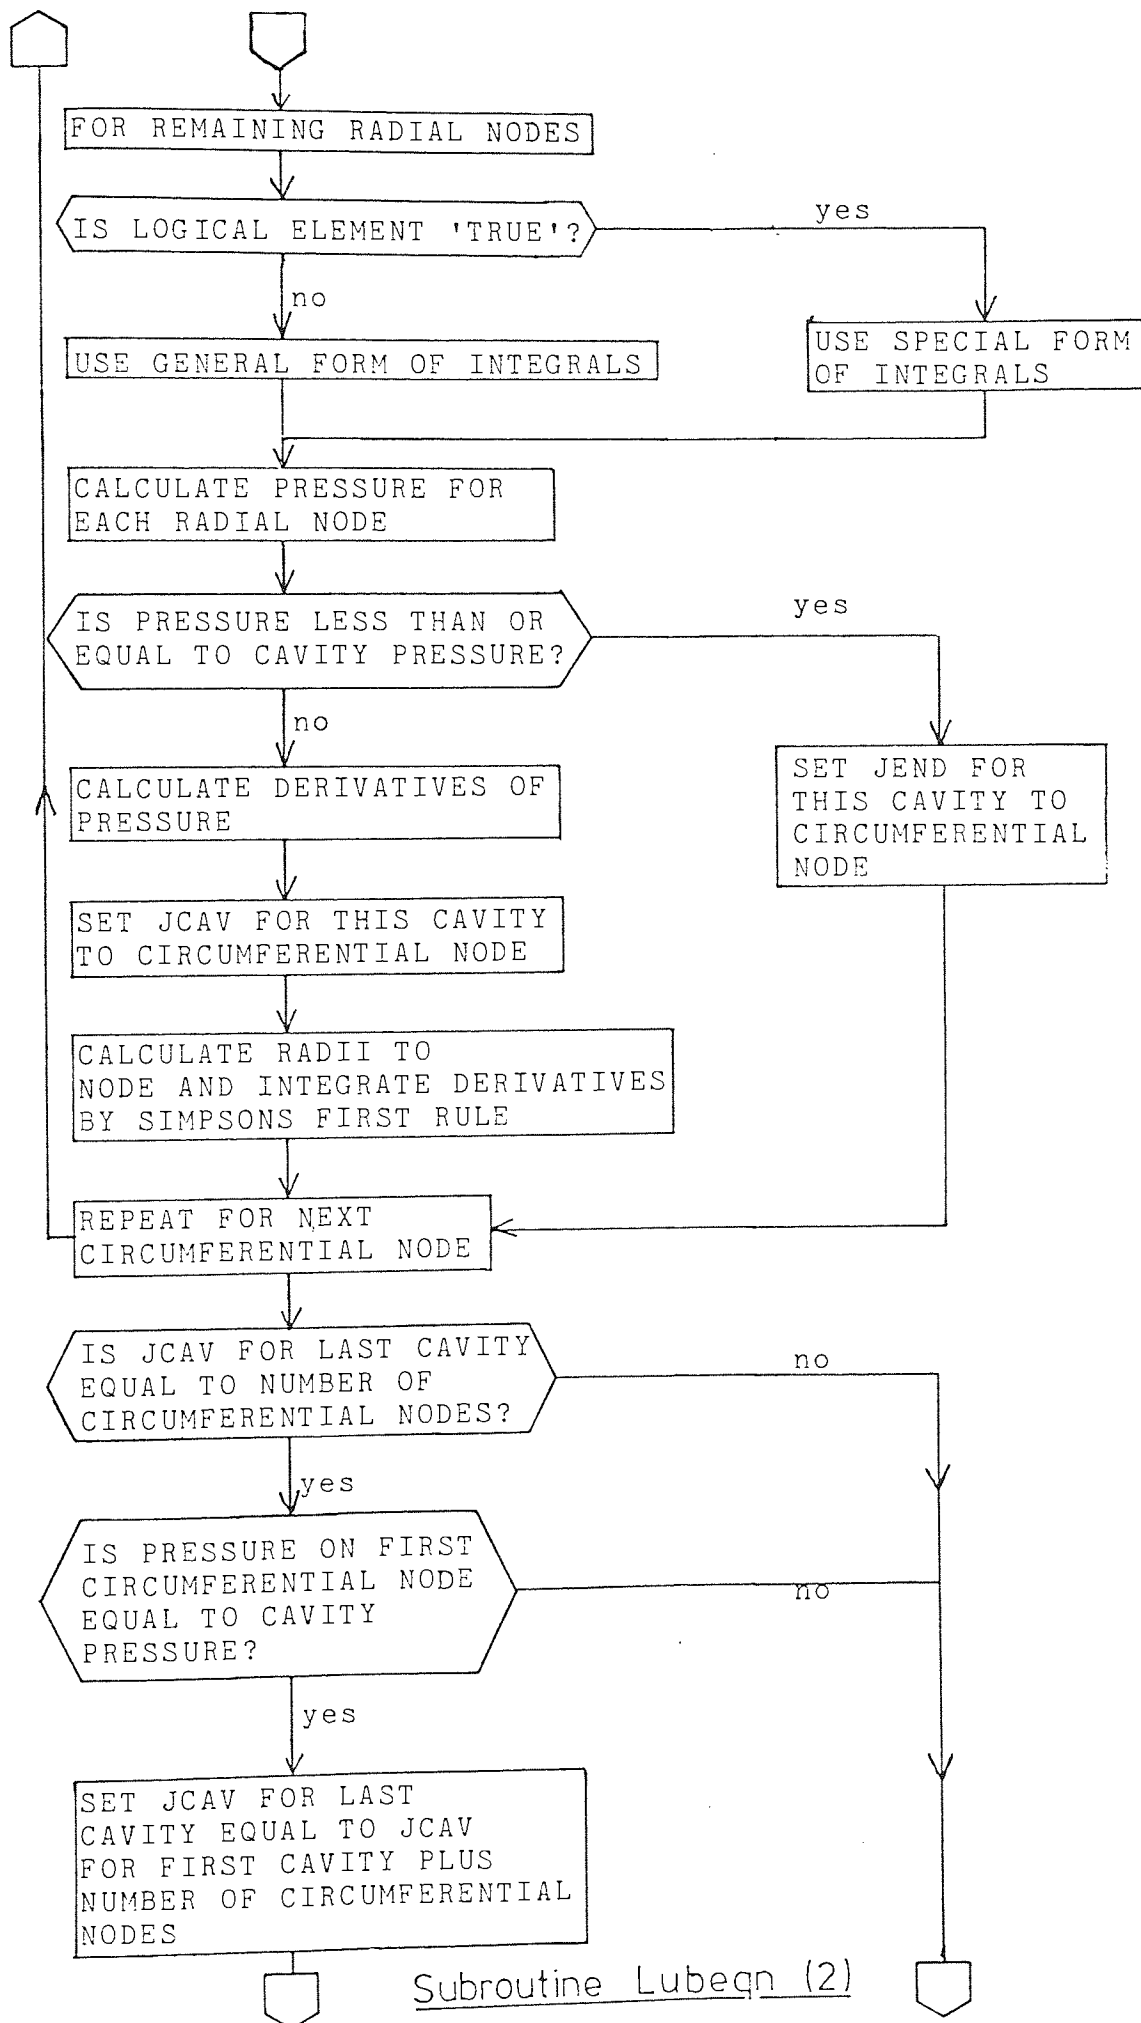 FOR REMAINING RADIAL NODES
IS LOGICAL ELEMENT 'TRUE'?
yes
no
USE GENERAL FORM OF INTEGRALS
USE SPECIAL FORM
OF INTEGRALS
CALCULATE PRESSURE FOR
EACH RADIAL NODE
IS PRESSURE LESS THAN OR
EQUAL TO CAVITY PRESSURE?
yes
no
CALCULATE DERIVATIVES OF
PRESSURE
SET JEND FOR
THIS CAVITY TO
CIRCUMFERENTIAL
NODE
SET JCAV FOR THIS CAVITY
TO CIRCUMFERENTIAL NODE
CALCULATE RADII TO
NODE AND INTEGRATE DERIVATIVES
BY SIMPSONS FIRST RULE
REPEAT FOR NEXT
CIRCUMFERENTIAL NODE
IS JCAV FOR LAST CAVITY
EQUAL TO NUMBER OF
CIRCUMFERENTIAL NODES?
no
yes
IS PRESSURE ON FIRST
CIRCUMFERENTIAL NODE
EQUAL TO CAVITY
PRESSURE?
no
yes
SET JCAV FOR LAST
CAVITY EQUAL TO JCAV
FOR FIRST CAVITY PLUS
NUMBER OF CIRCUMFERENTIAL
NODES
Subroutine Lubeqn (2)